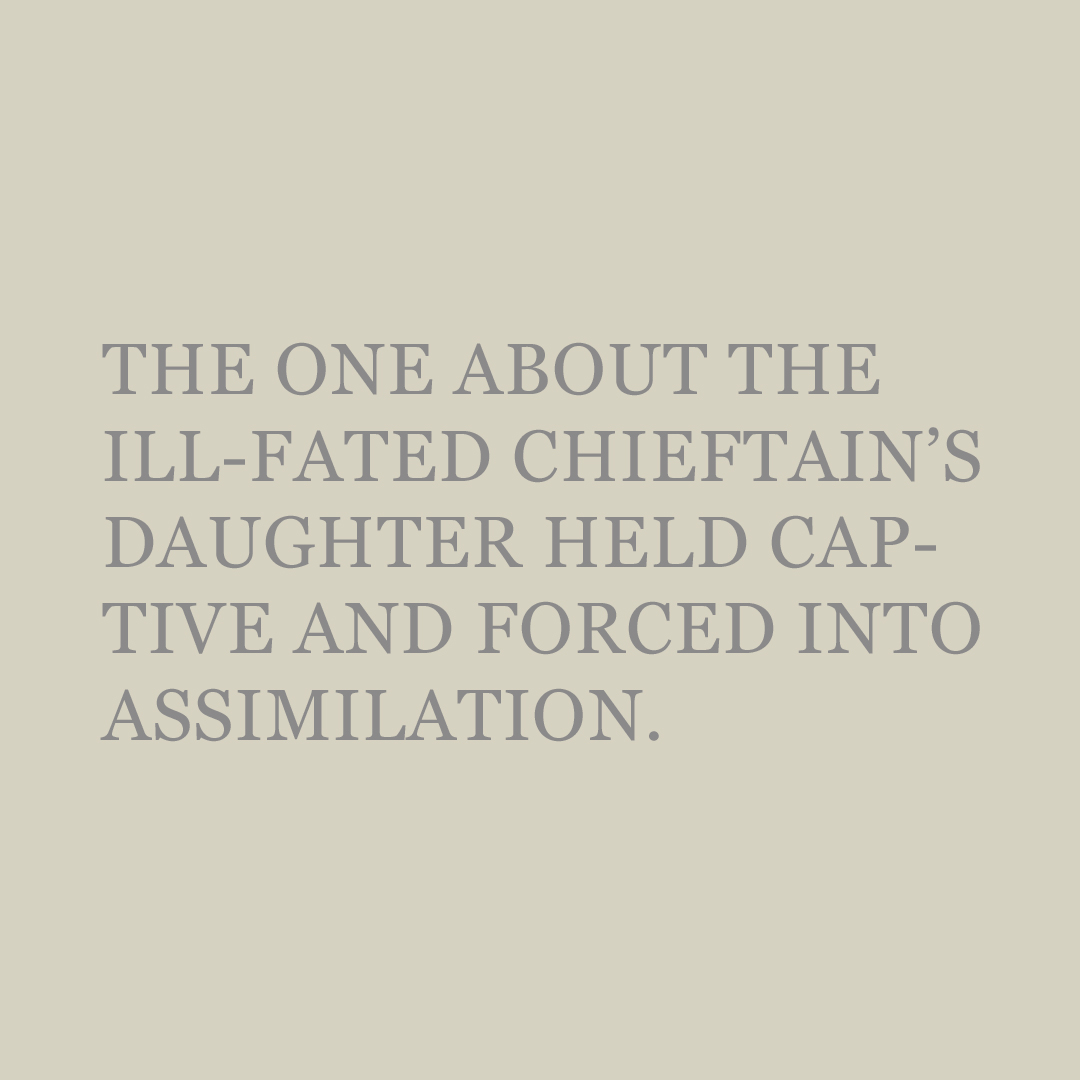 THE ONE ABOUT THE
ILL-FATED CHIEFTAIN’S
DAUGHTER HELD CAP-
TIVE AND FORCED INTO
ASSIMILATION.